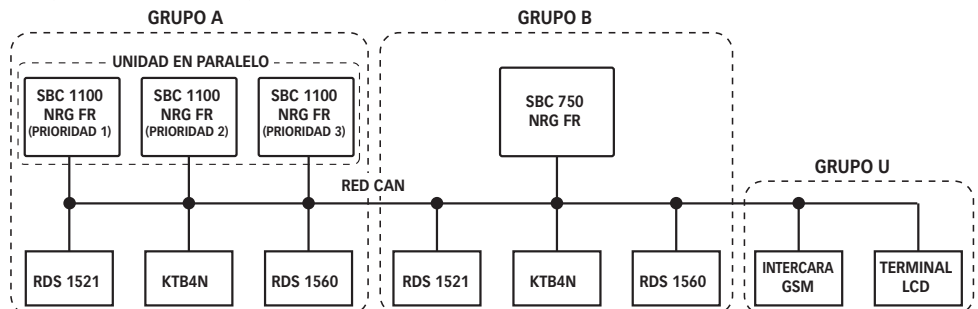 GRUPO A
GRUPO B
UNIDAD EN PARALELO
SBC 1100
NRG FR
(PRIORIDAD 1)
SBC 1100
NRG FR
(PRIORIDAD 2)
SBC 1100
NRG FR
(PRIORIDAD 3)
SBC 750
NRG FR
GRUPO U
RED CAN
RDS 1521
KTB4N
RDS 1560
RDS 1521
KTB4N
RDS 1560
INTERCARA
GSM
TERMINAL
LCD